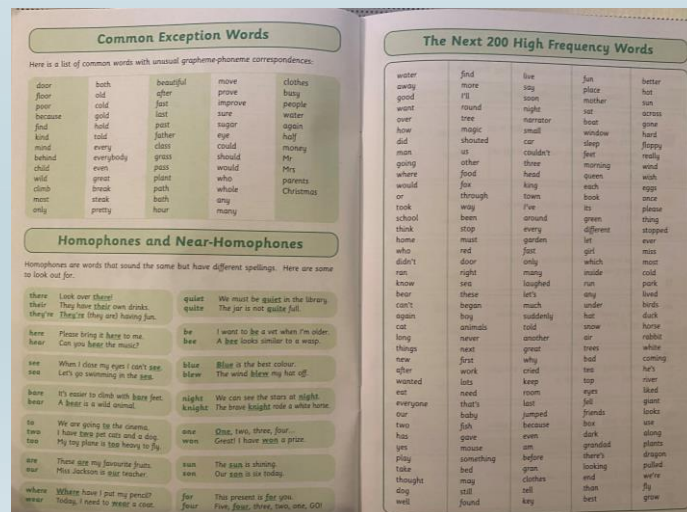 Common Exception Words
Here is a list of common words with unusual grapheme-phoneme correspondences:
door
floor
poor
because
find
kind
mind
behind
child
wild
climb
most
only
both
old
cold
gold
hold
told
every
everybody
even
great
break
steak
pretty
beautiful
after
fast
last
past
father
class
grass
pass
plant
path
bath
hour
move
prove
improve
sure
sugar
eye
could
should
would
who
whole
any
many
clothes
busy
people
water
again
half
money
Mr
Mrs
parents
Christmas
Homophones and Near-Homophones
Homophones are words that sound the same but have different spellings. Here are some
to look out for.
there Look over there!
their They have their own drinks.
they're They're (they are) having fun.
here Please bring it here to me.
hear Can you hear the music?
see When I close my eyes I can't see.
sea Let's go swimming in the sea.
bare It's easier to climb with bare feet.
bear A bear is a wild animal.
to We are going to the cinema.
two I have two pet cats and a dog.
too My toy plane is too heavy to fly.
are These are my favourite fruits.
our Miss Jackson is our teacher.
where Where have I put my pencil?
wear Today, I need to wear a coat.
quiet We must be quiet in the library.
quite The jar is not quite full.
be I want to be a vet when I'm older.
bee A bee looks similar to a wasp.
blue Blue is the best colour.
blew The wind blew my hat off.
night We can see the stars at night.
knight The brave knight rode a white horse.
one One, two, three, four...
won Great! I have won a prize.
sun The sun is shining.
son Our son is six today.
for This present is for you.
four Five, four, three, two, one, GO!
The Next 200 High Frequency Words
water
away
good
want
over
how
did
man
going
where
would
or
took
school
think
home
who
didn't
ran
know
bear
can't
again
cat
long
things
new
after
wanted
eat
everyone
our
two
has
yes
play
take
thought
dog
well
find
more
I'll
round
tree
magic
shouted
us
other
food
fox
through
way
been
stop
must
red
door
right
sea
these
began
boy
animals
never
next
first
work
lots
need
that's
baby
fish
gave
mouse
something
bed
may
still
found
live
say
soon
night
narrator
small
car
couldn't
three
head
king
town
I've
around
every
garden
fast
only
many
laughed
let's
much
suddenly
told
another
great
why
cried
keep
room
last
jumped
because
even
am
before
gran
clothes
tell
key
fun
place
mother
sat
boat
window
sleep
feet
morning
queen
each
book
its
green
different
let
girl
which
inside
run
any
under
hat
snow
air
trees
bad
tea
top
eyes
fell
friends
box
dark
grandad
there's
looking
end
than
best
better
hot
sun
across
gone
hard
floppy
really
wind
wish
eggs
once
please
thing
stopped
ever
miss
most
cold
park
lived
birds
duck
horse
rabbit
white
coming
he's
river
liked
giant
looks
use
along
plants
dragon
pulled
we're
fly
grow